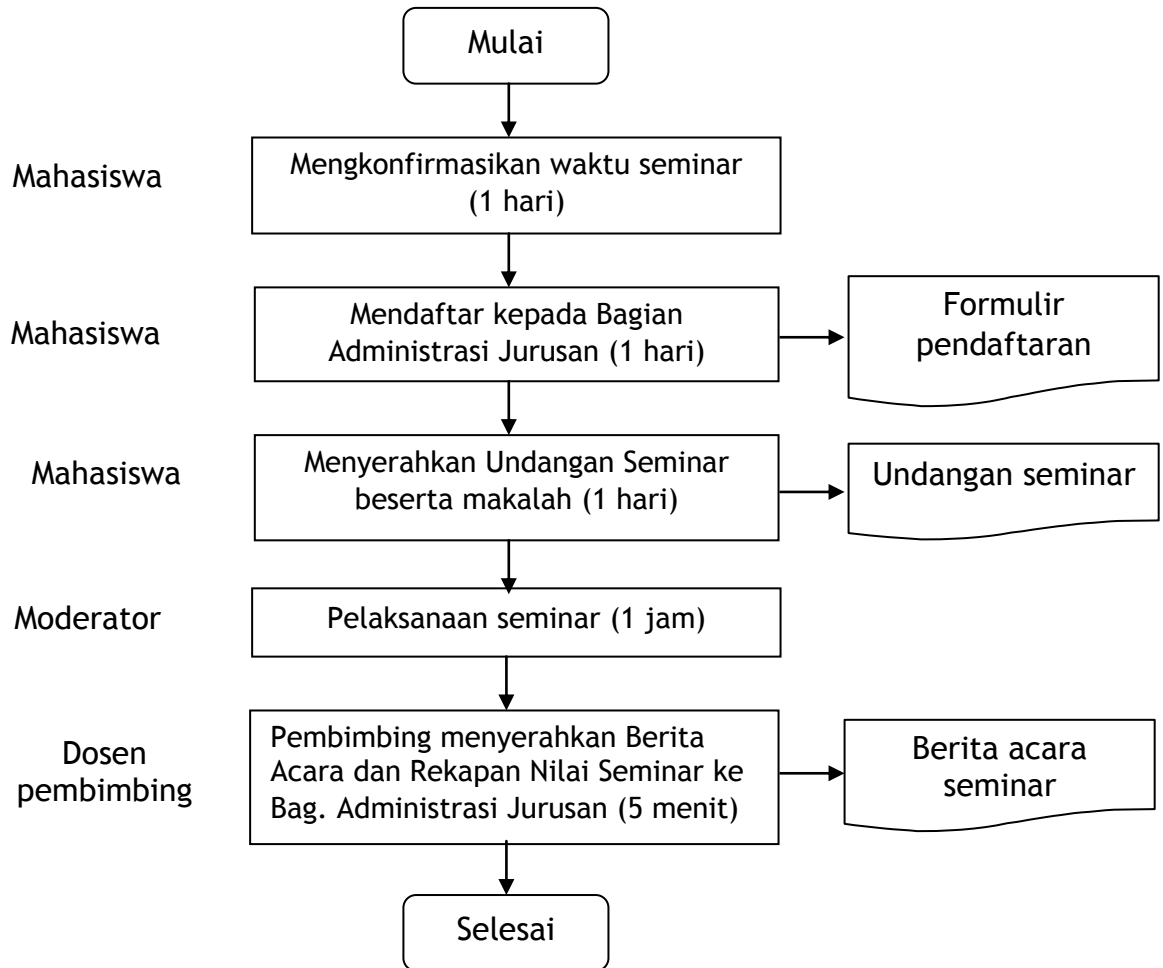 Mulai
Mahasiswa
Mengkonfirmasikan waktu seminar
(1 hari)
Mahasiswa
Mendaftar kepada Bagian
Administrasi Jurusan (1 hari)
Formulir
pendaftaran
Mahasiswa
Menyerahkan Undangan Seminar
beserta makalah (1 hari)
Undangan seminar
Moderator
Pelaksanaan seminar (1 jam)
Dosen
pembimbing
Pembimbing menyerahkan Berita
Acara dan Rekapan Nilai Seminar ke
Bag. Administrasi Jurusan (5 menit)
Berita acara
seminar
Selesai